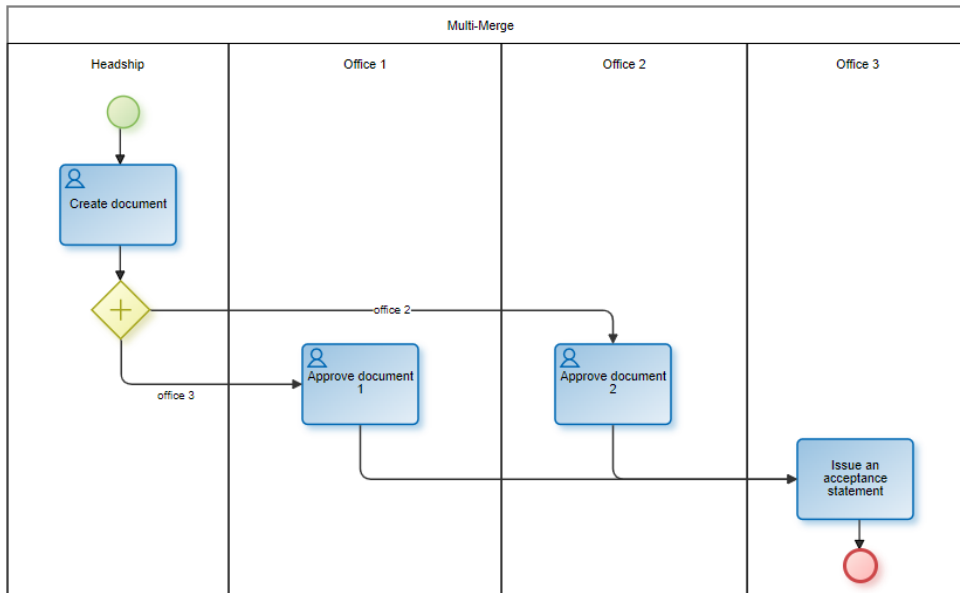 Multi-Merge
Headship
Office 1
Office 2
Office 3
Create document
office 2
office 3
Approve document
1
Approve document
2
Issue an
acceptance
statement